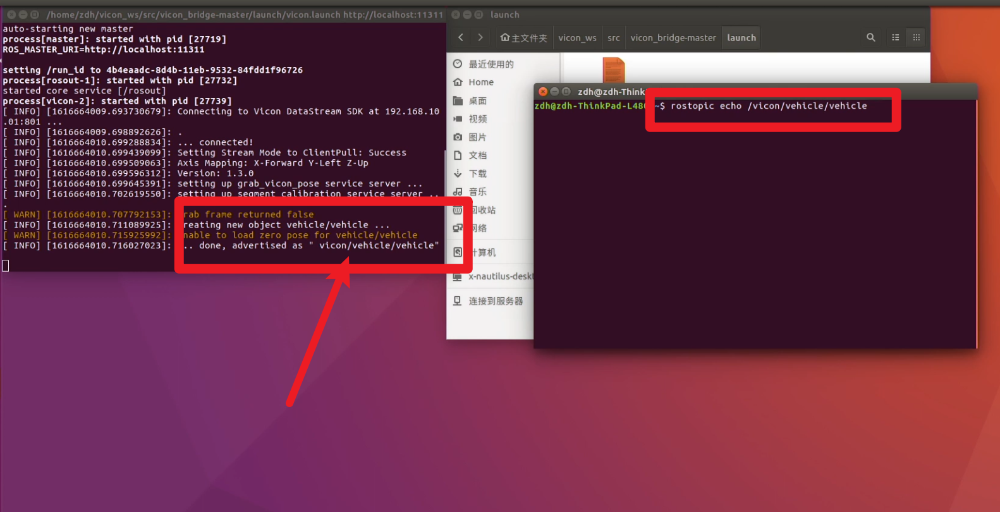 /home/zdh/vicon_ws/src/vicon_bridge-master/launch/vicon.launch http://localhost:11311
auto-starting new master
process[master]: started with pid [27719]
ROS_MASTER_URI=http://localhost:11311
setting /run_id to 4b4eaadc-8d4b-11eb-9532-84fdd1f96726
process[rosout-1]: started with pid [27732]
started core service [/rosout]
process[vicon-2]: started with pid [27739]
[ INFO] [1616664009.693730679]: Connecting to Vicon DataStream SDK at 192.168.10
.01:801 ...
[ INFO] [1616664009.698892626]: .
[ INFO] [1616664010.699288834]: ... connected!
[ INFO] [1616664010.699439099]: Setting Stream Mode to ClientPull: Success
[ INFO] [1616664010.699509063]: Axis Mapping: X-Forward Y-Left Z-Up
[ INFO] [1616664010.699596312]: Version: 1.3.0
[ INFO] [1616664010.699645391]: setting up grab_vicon_pose service server ...
[ INFO] [1616664010.702619550]: setting up segment calibration service server ..
.
[ WARN] [1616664010.707792153]: rab frame returned false
[ INFO] [1616664010.711089925]: reating new object vehicle/vehicle ...
[ WARN] [1616664010.715925992]: nable to load zero pose for vehicle/vehicle
[ INFO] [1616664010.716027023]: .. done, advertised as " vicon/vehicle/vehicle"
launch
主文件夹 vicon_ws src vicon_bridge-master launch
最近使用的
Home
桌面
视频
图片
文档
下载
音乐
回收站
网络
计算机
x-nautilus-deskt
连接到服务器
zdh@zdh-Think
zdh@zdh-ThinkPad-L480 ~$ rostopic echo /vicon/vehicle/vehicle